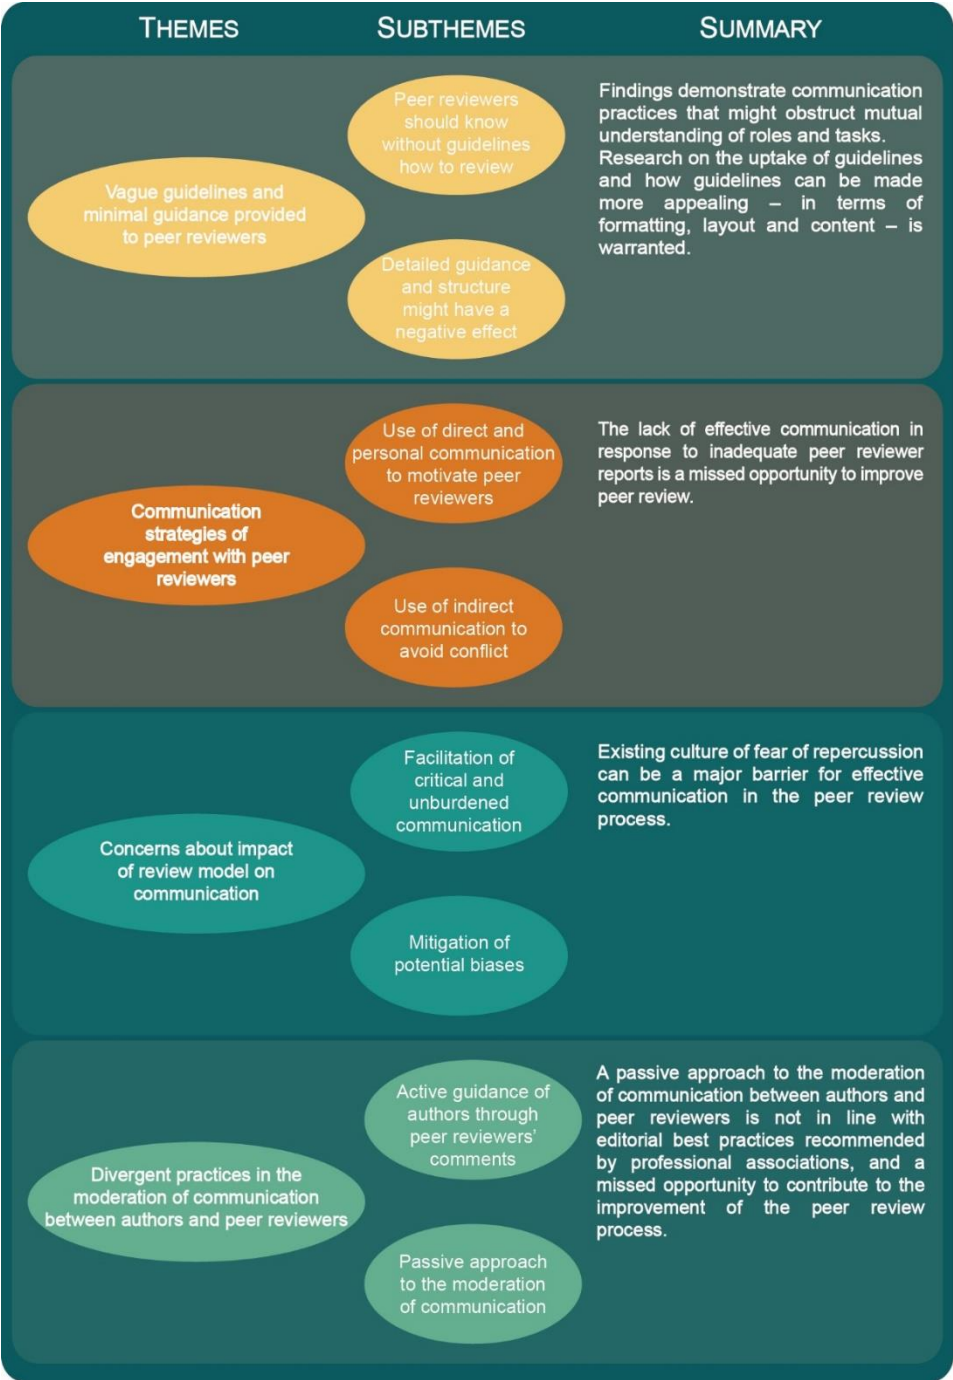 THEMES
SUBTHEMES
SUMMARY
Vague guidelines and
minimal guidance provided
to peer reviewers
Peer reviewers
should know
without guidelines
how to review
Detailed guidance
and structure
might have a
negative effect
Findings demonstrate communication
practices that might obstruct mutual
understanding of roles and tasks.
Research on the uptake of guidelines
and how guidelines can be made
more appealing – in terms of
formatting, layout and content – is
warranted.
Communication
strategies of
engagement with peer
reviewers
Use of direct and
personal communication
to motivate peer
reviewers
Use of indirect
communication to
avoid conflict
The lack of effective communication in
response to inadequate peer reviewer
reports is a missed opportunity to improve
peer review.
Concerns about impact
of review model on
communication
Facilitation of
critical and
unburdened
communication
Mitigation of
potential biases
Existing culture of fear of repercussion
can be a major barrier for effective
communication in the peer review
process.
Divergent practices in the
moderation of communication
between authors and peer reviewers
Active guidance of
authors through
peer reviewers'
comments
Passive approach
to the moderation
of communication
A passive approach to the moderation
of communication between authors and
peer reviewers is not in line with
editorial best practices recommended
by professional associations, and a
missed opportunity to contribute to the
improvement of the peer review
process.